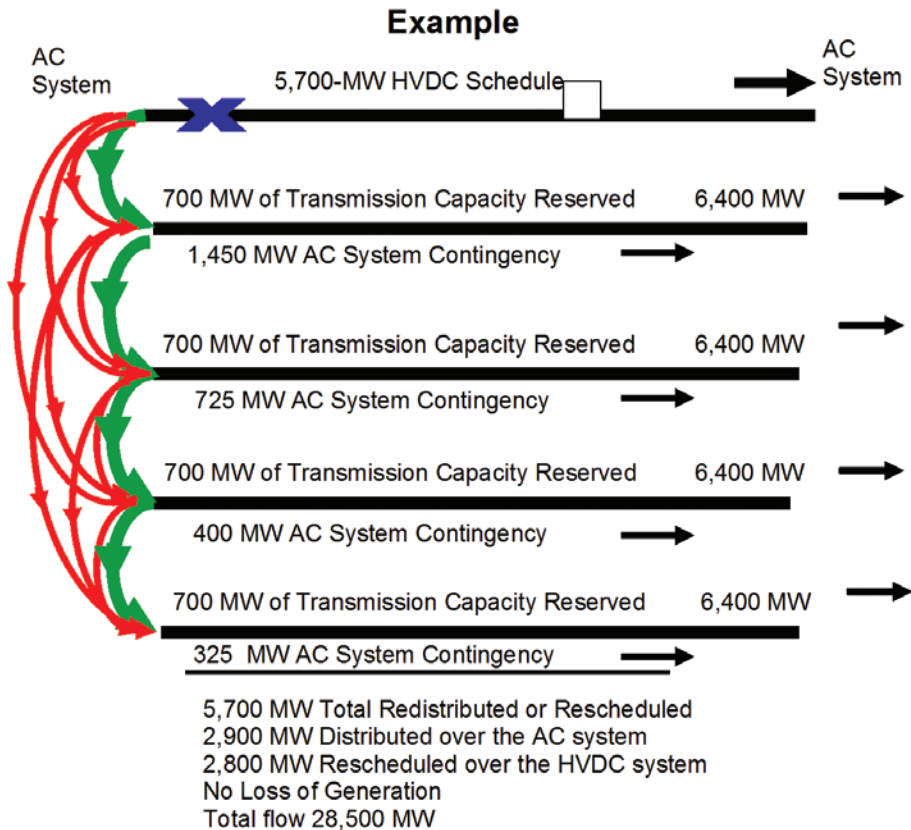 Example
AC
System
5,700-MW HVDC Schedule
AC
System
700 MW of Transmission Capacity Reserved 6,400 MW
1,450 MW AC System Contingency
700 MW of Transmission Capacity Reserved 6,400 MW
725 MW AC System Contingency
700 MW of Transmission Capacity Reserved 6,400 MW
400 MW AC System Contingency
700 MW of Transmission Capacity Reserved 6,400 MW
325 MW AC System Contingency
5,700 MW Total Redistributed or Rescheduled
2,900 MW Distributed over the AC system
2,800 MW Rescheduled over the HVDC system
No Loss of Generation
Total flow 28,500 MW